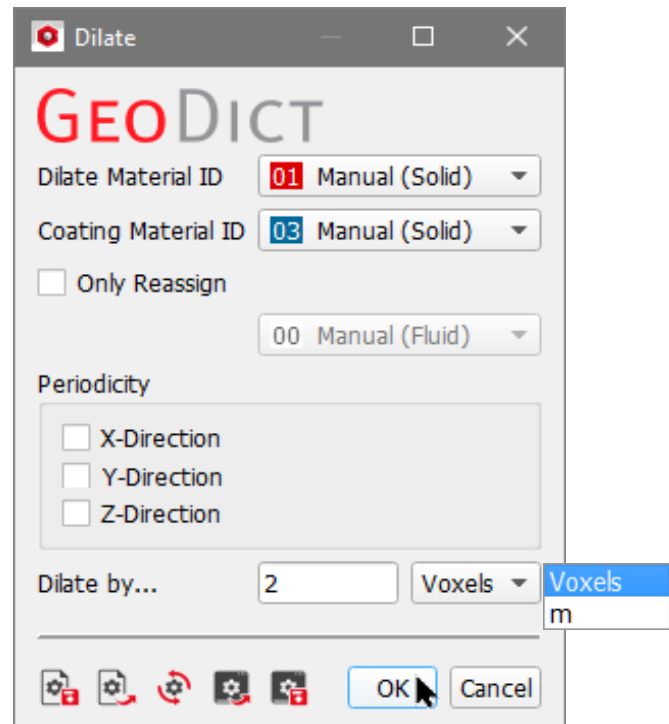 Dilate
GEODICT
Dilate Material ID 01 Manual (Solid)
Coating Material ID 03 Manual (Solid)
Only Reassign
00 Manual (Fluid)
Periodicity
X-Direction
Y-Direction
Z-Direction
Dilate by... 2 Voxels Voxels
m
OK Cancel